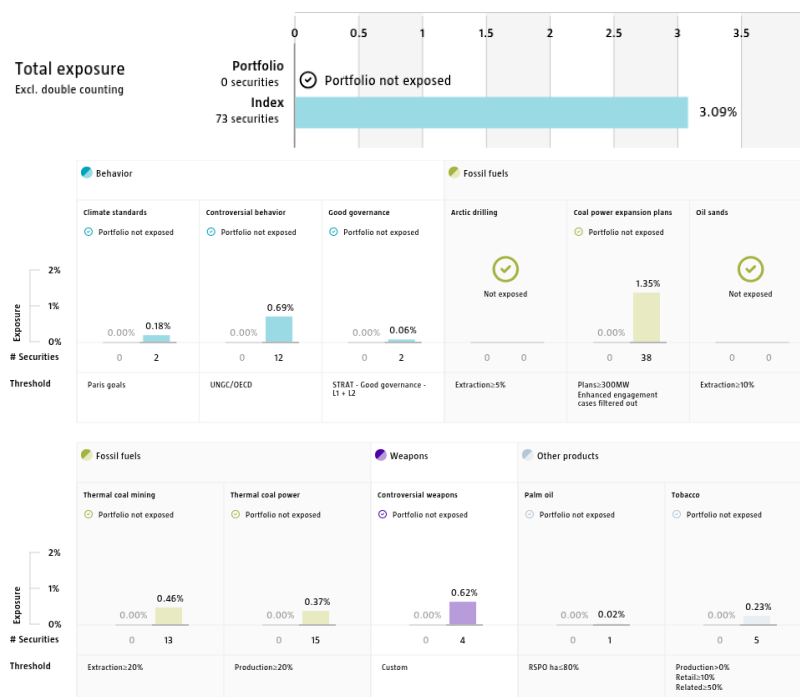 0 0.5 1 1.5 2 2.5 3 3.5
Total exposure
Excl. double counting
Portfolio
0 securities
Portfolio not exposed
Index
73 securities
3.09%
Behavior
Fossil fuels
Climate standards
Controversial behavior
Good governance
Arctic drilling
Coal power expansion plans
Oil sands
Portfolio not exposed
Portfolio not exposed
Portfolio not exposed
Portfolio not exposed
Exposure
2%
1%
0%
0.00% 0.18%
0.00% 0.69%
0.00% 0.06%
Not exposed
0.00% 1.35%
Not exposed
# Securities
0 2
0 12
0 2
0 0
0 38
0 0
Threshold
Paris goals
UNGC/OECD
STRAT - Good governance -
L1 + L2
Extraction≥5%
Plans≥300MW
Enhanced engagement
cases filtered out
Extraction≥10%
Fossil fuels
Weapons
Other products
Thermal coal mining
Thermal coal power
Controversial weapons
Palm oil
Tobacco
Portfolio not exposed
Portfolio not exposed
Portfolio not exposed
Portfolio not exposed
Portfolio not exposed
Exposure
2%
1%
0%
0.00% 0.46%
0.00% 0.37%
0.00% 0.62%
0.00% 0.02%
0.00% 0.23%
# Securities
0 13
0 15
0 4
0 1
0 5
Threshold
Extraction≥20%
Production≥20%
Custom
RSPO ha≤80%
Production>0%
Retail≥10%
Related≥50%